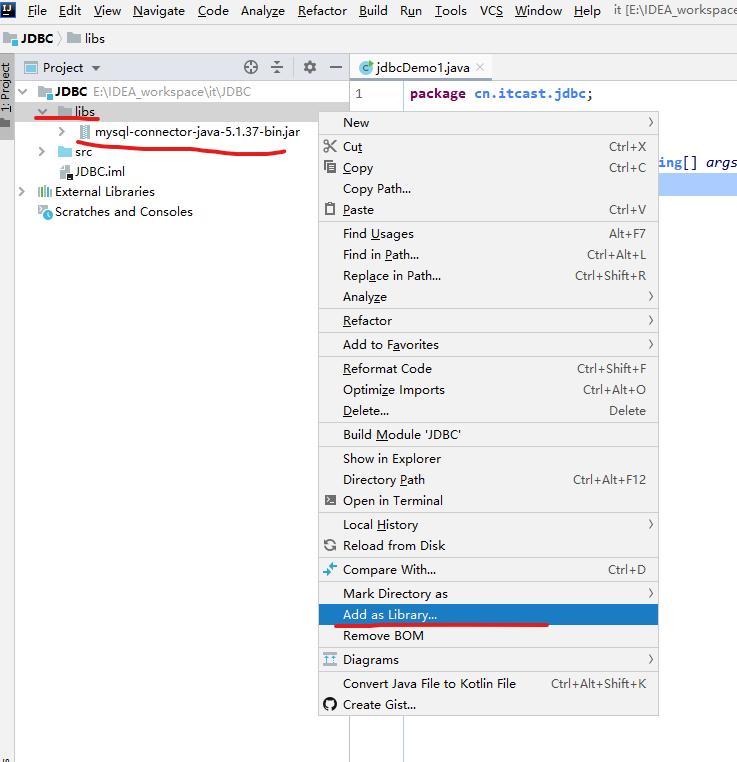 IJ File Edit View Navigate Code Analyze Refactor Build Run Tools VCS Window Help it [E:\IDEA_workspace
JDBC libs
1: Project
Project
jdbcDemo1.java
JDBC E:\IDEA_workspace\it\JDBC
libs
mysql-connector-java-5.1.37-bin.jar
src
JDBC.iml
External Libraries
Scratches and Consoles
1 package cn.itcast.jdbc;
ing[] args
New
Cut Ctrl+X
Copy Ctrl+C
Copy Path...
Paste Ctrl+V
Find Usages Alt+F7
Find in Path... Ctrl+Alt+L
Replace in Path... Ctrl+Shift+R
Analyze
Refactor
Add to Favorites
Reformat Code Ctrl+Shift+F
Optimize Imports Ctrl+Alt+O
Delete... Delete
Build Module 'JDBC'
Show in Explorer
Directory Path Ctrl+Alt+F12
Open in Terminal
Local History
Reload from Disk
Compare With... Ctrl+D
Mark Directory as
Add as Library...
Remove BOM
Diagrams
Convert Java File to Kotlin File Ctrl+Alt+Shift+K
Create Gist...